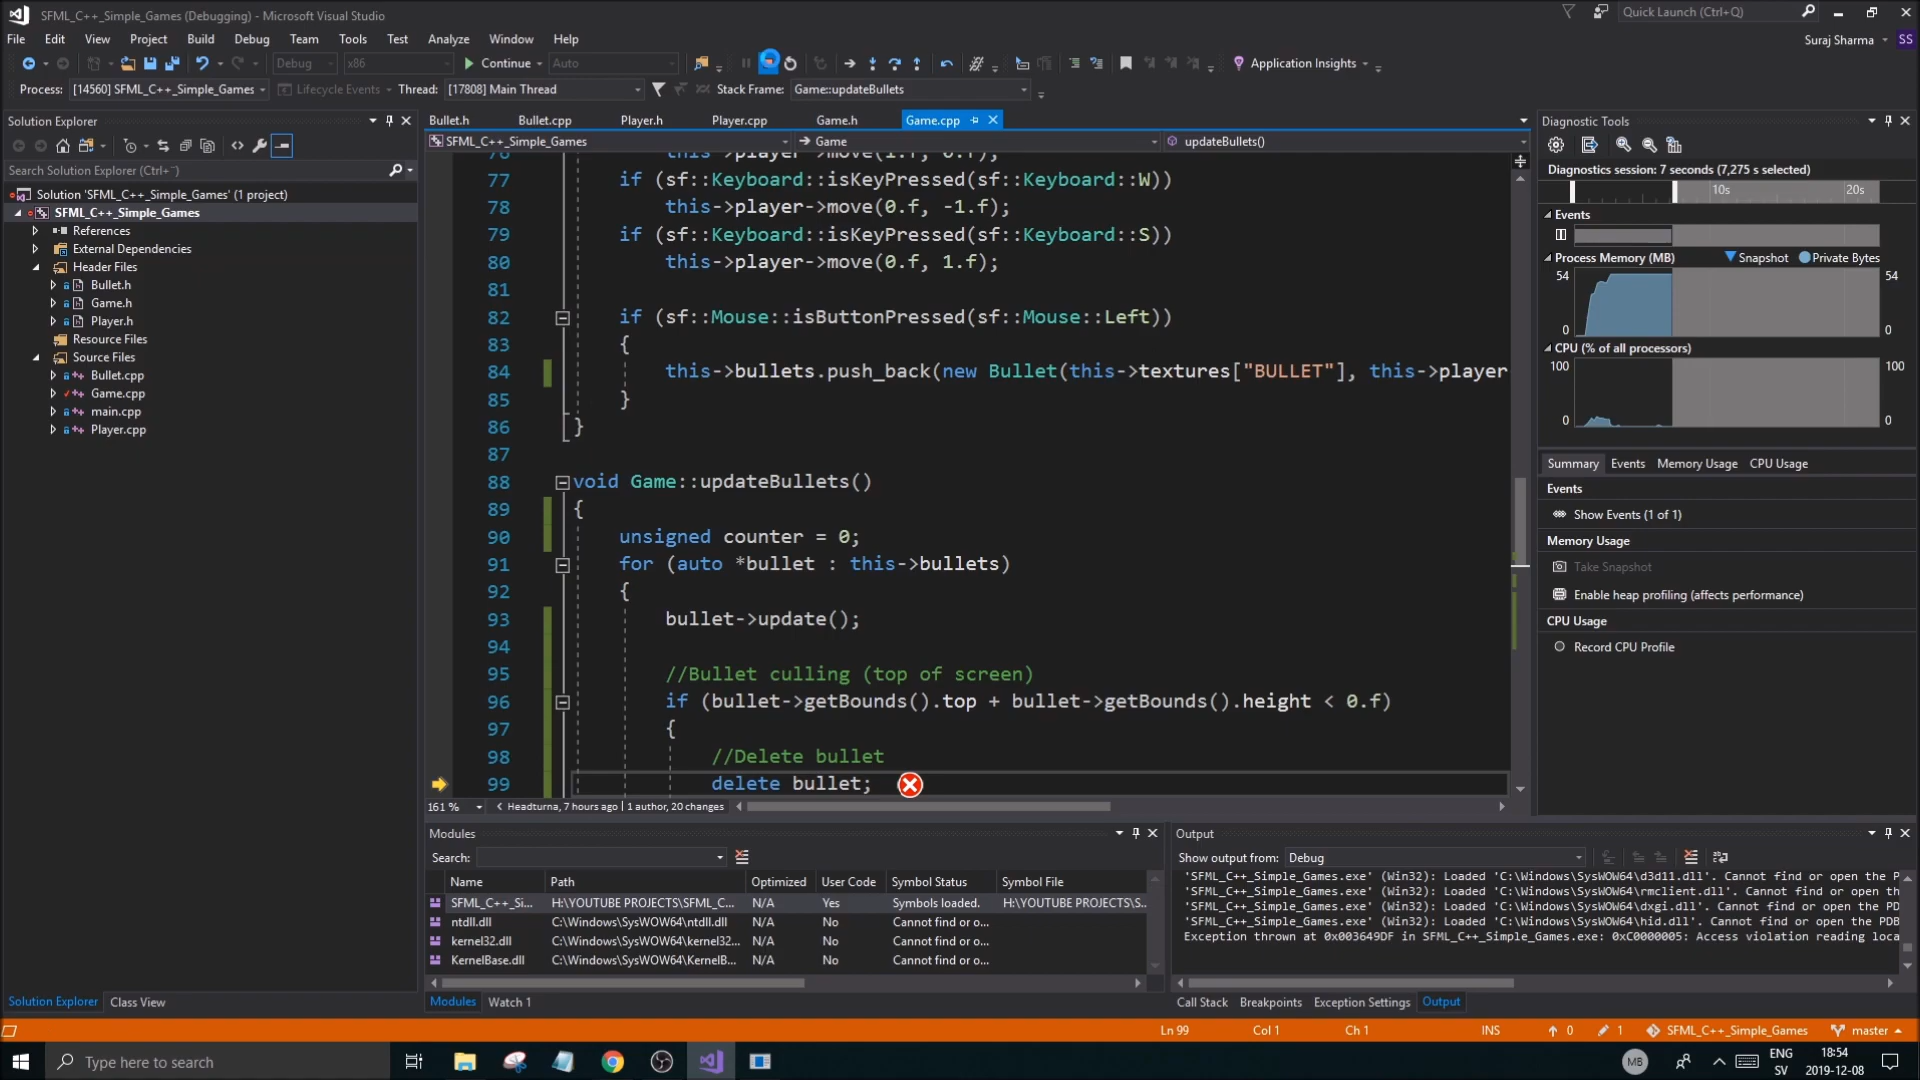 SFML_C++_Simple_Games (Debugging) - Microsoft Visual Studio
Quick Launch (Ctrl+Q)
File Edit View Project Build Debug Team Tools Test Analyze Window Help
Suraj Sharma SS
Debug x86 Continue Auto Application Insights
Process: [14560] SFML_C++_Simple_Games Lifecycle Events Thread: [17808] Main Thread Stack Frame: Game::updateBullets
Solution Explorer
Search Solution Explorer (Ctrl+¨)
Solution 'SFML_C++_Simple_Games' (1 project)
SFML_C++_Simple_Games
References
External Dependencies
Header Files
Bullet.h
Game.h
Player.h
Resource Files
Source Files
Bullet.cpp
Game.cpp
main.cpp
Player.cpp
Solution Explorer Class View
Bullet.h Bullet.cpp Player.h Player.cpp Game.h Game.cpp
SFML_C++_Simple_Games Game updateBullets()
76 this->player->move(1.f, 0.f);
77 if (sf::Keyboard::isKeyPressed(sf::Keyboard::W))
78 this->player->move(0.f, -1.f);
79 if (sf::Keyboard::isKeyPressed(sf::Keyboard::S))
80 this->player->move(0.f, 1.f);
81
82 if (sf::Mouse::isButtonPressed(sf::Mouse::Left))
83 {
84 this->bullets.push_back(new Bullet(this->textures["BULLET"], this->player
85 }
86 }
87
88 void Game::updateBullets()
89 {
90 unsigned counter = 0;
91 for (auto *bullet : this->bullets)
92 {
93 bullet->update();
94
95 //Bullet culling (top of screen)
96 if (bullet->getBounds().top + bullet->getBounds().height < 0.f)
97 {
98 //Delete bullet
99 delete bullet;
161 % Headturna, 7 hours ago | 1 author, 20 changes
Diagnostic Tools
Diagnostics session: 7 seconds (7,275 s selected)
10s 20s
Events
Process Memory (MB) Snapshot Private Bytes
54 54
0 0
CPU (% of all processors)
100 100
0 0
Summary Events Memory Usage CPU Usage
Events
Show Events (1 of 1)
Memory Usage
Take Snapshot
Enable heap profiling (affects performance)
CPU Usage
Record CPU Profile
Modules
Search:
Name Path Optimized User Code Symbol Status Symbol File
SFML_C++_Si... H:\YOUTUBE PROJECTS\SFML_C... N/A Yes Symbols loaded. H:\YOUTUBE PROJECTS\S...
ntdll.dll C:\Windows\SysWOW64\ntdll.dll N/A No Cannot find or o...
kernel32.dll C:\Windows\SysWOW64\kernel32... N/A No Cannot find or o...
KernelBase.dll C:\Windows\SysWOW64\KernelB... N/A No Cannot find or o...
Modules Watch 1
Output
Show output from: Debug
'SFML_C++_Simple_Games.exe' (Win32): Loaded 'C:\Windows\SysWOW64\d3d11.dll'. Cannot find or open the P
'SFML_C++_Simple_Games.exe' (Win32): Loaded 'C:\Windows\SysWOW64\rmclient.dll'. Cannot find or open th
'SFML_C++_Simple_Games.exe' (Win32): Loaded 'C:\Windows\SysWOW64\dxgi.dll'. Cannot find or open the PD
'SFML_C++_Simple_Games.exe' (Win32): Loaded 'C:\Windows\SysWOW64\hid.dll'. Cannot find or open the PDB
Exception thrown at 0x003649DF in SFML_C++_Simple_Games.exe: 0xC0000005: Access violation reading loca
Call Stack Breakpoints Exception Settings Output
Ln 99 Col 1 Ch 1 INS 0 1 SFML_C++_Simple_Games master
Type here to search
MB ENG 18:54
SV 2019-12-08